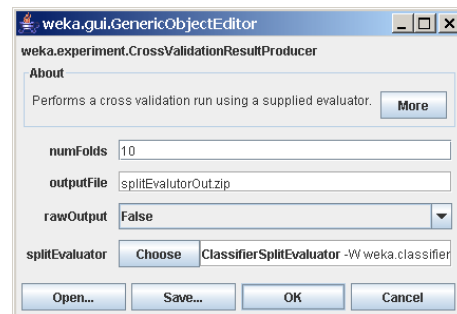 weka.gui.GenericObjectEditor
weka.experiment.CrossValidationResultProducer
About
Performs a cross validation run using a supplied evaluator. More
numFolds 10
outputFile splitEvalutorOut.zip
rawOutput False
splitEvaluator Choose ClassifierSplitEvaluator -W weka.classifier
Open... Save... OK Cancel